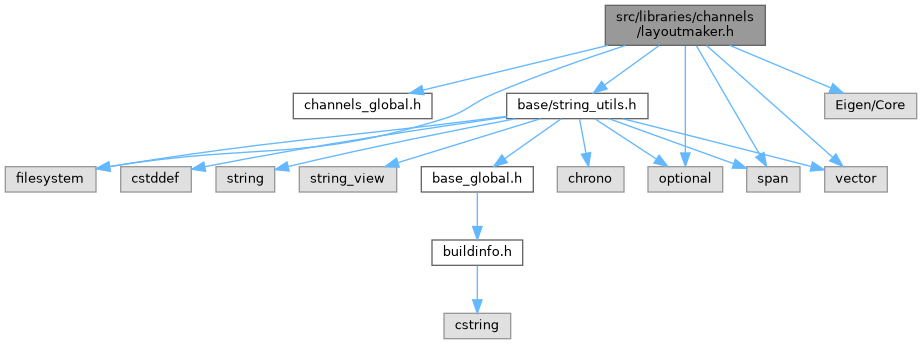 src/libraries/channels
/layoutmaker.h
channels_global.h
base/string_utils.h
Eigen/Core
filesystem
cstddef
string
string_view
base_global.h
chrono
optional
span
vector
buildinfo.h
cstring